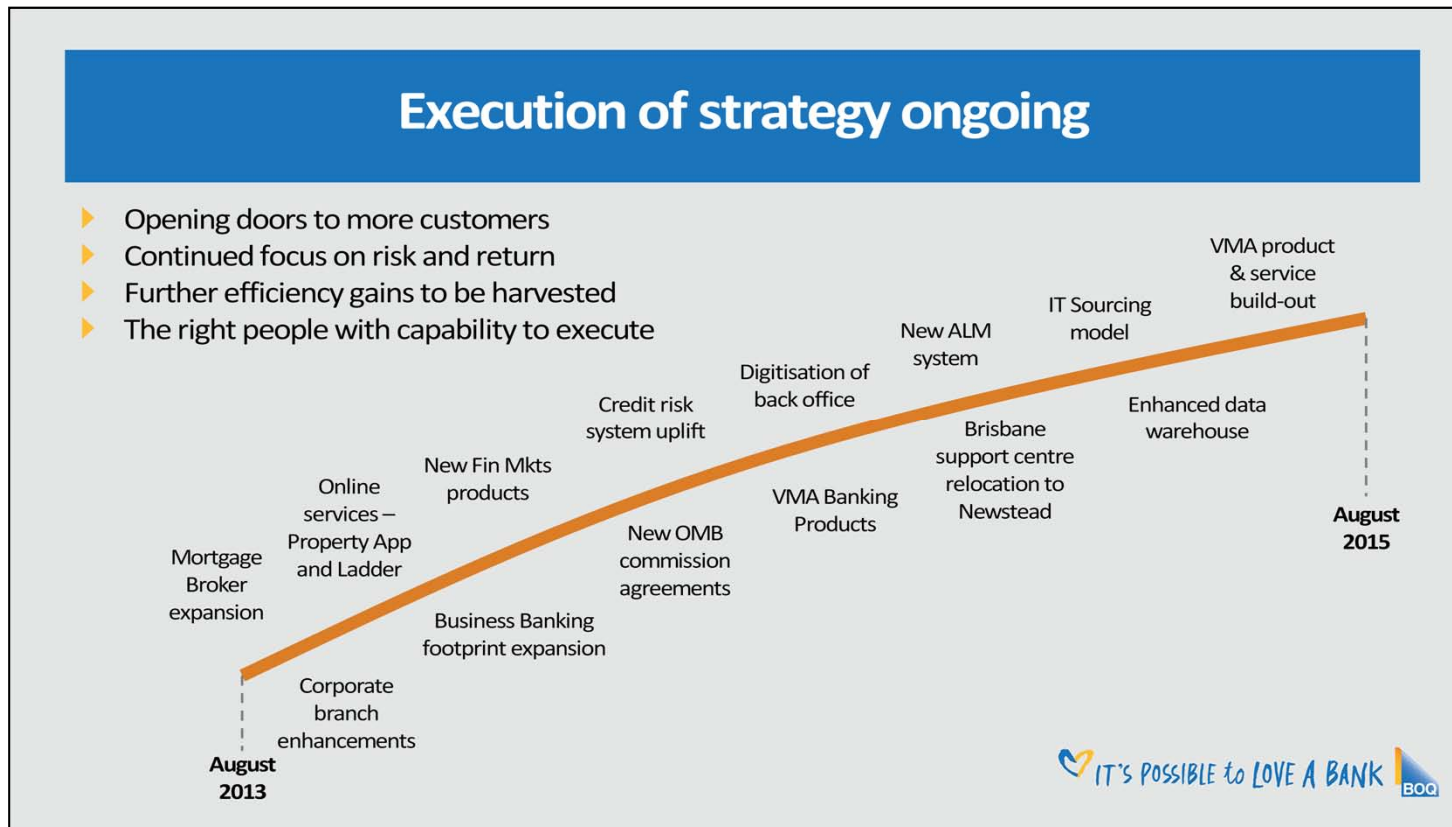 Execution of strategy ongoing
Opening doors to more customers
Continued focus on risk and return
Further efficiency gains to be harvested
The right people with capability to execute
Mortgage
Broker
expansion
Online
services –
Property App
and Ladder
New Fin Mkts
products
Credit risk
system uplift
Digitisation of
back office
New ALM
system
IT Sourcing
model
VMA product
& service
build-out
Corporate
branch
enhancements
Business Banking
footprint expansion
New OMB
commission
agreements
VMA Banking
Products
Brisbane
support centre
relocation to
Newstead
Enhanced data
warehouse
August
2013
August
2015
IT'S POSSIBLE to LOVE A BANK
BOQ